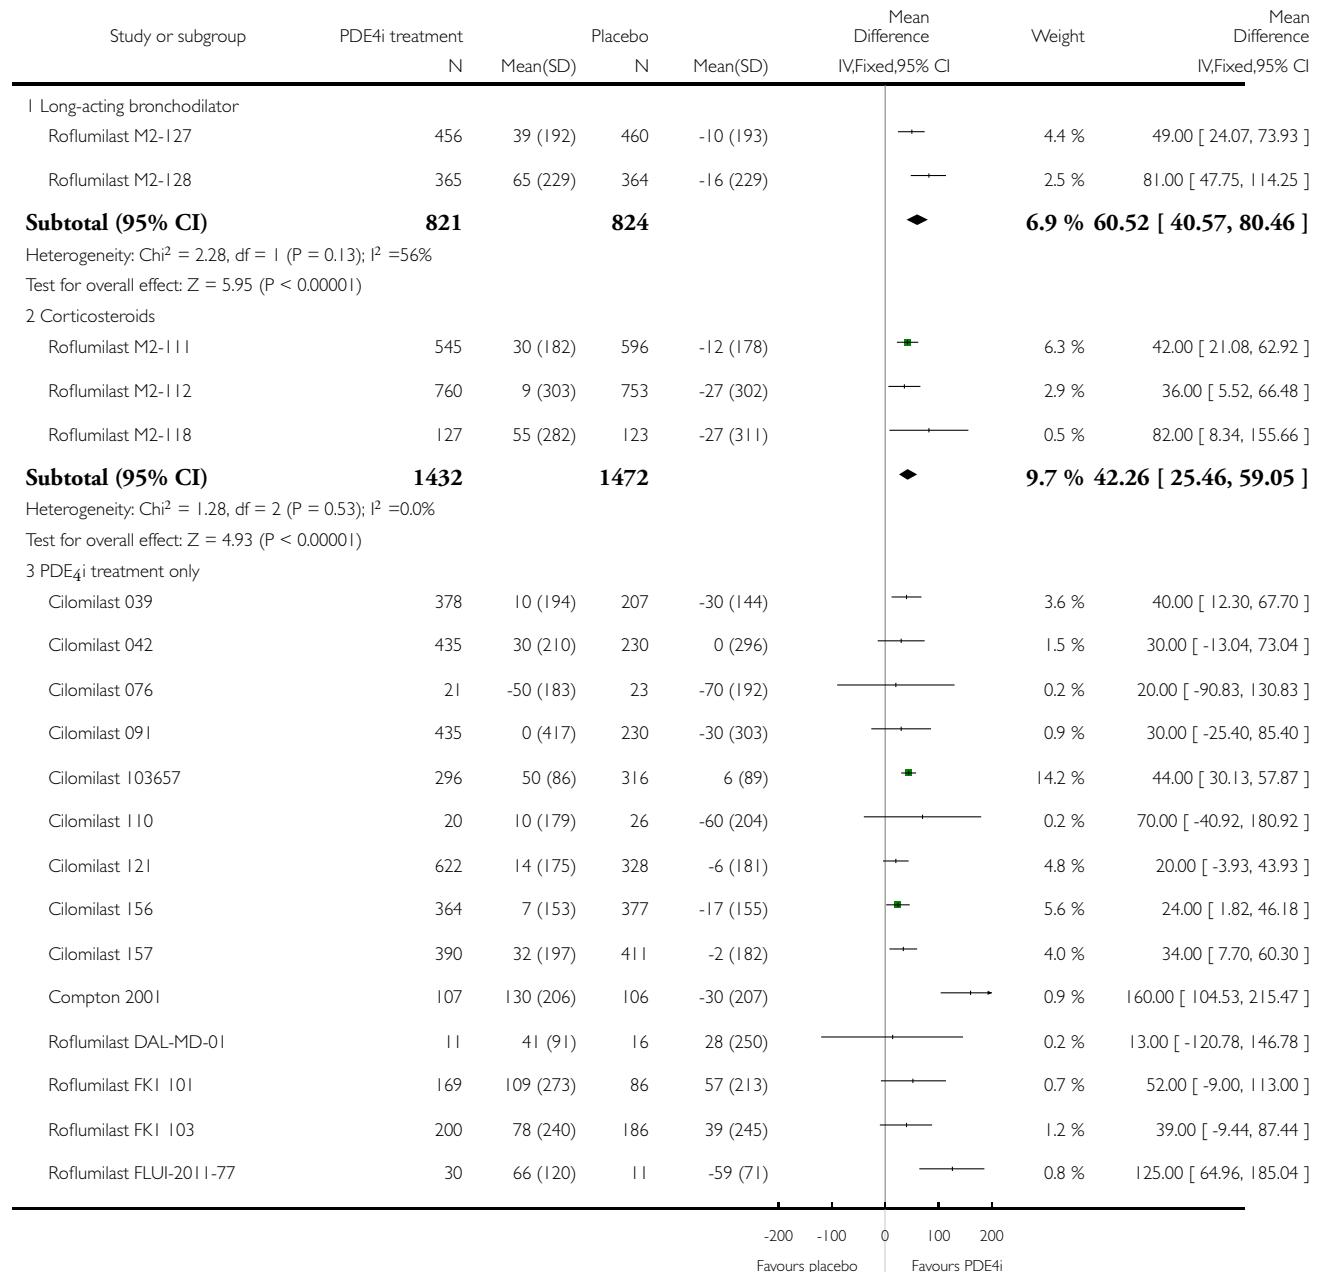 Study or subgroup PDE4i treatment Placebo Mean Difference Weight Mean Difference
N Mean(SD) N Mean(SD) IV,Fixed,95% CI IV,Fixed,95% CI
1 Long-acting bronchodilator
Roflumilast M2-127 456 39 (192) 460 -10 (193) 4.4 % 49.00 [ 24.07, 73.93 ]
Roflumilast M2-128 365 65 (229) 364 -16 (229) 2.5 % 81.00 [ 47.75, 114.25 ]
Subtotal (95% CI) 821 824 6.9 % 60.52 [ 40.57, 80.46 ]
Heterogeneity: Chi² = 2.28, df = 1 (P = 0.13); I² =56%
Test for overall effect: Z = 5.95 (P < 0.00001)
2 Corticosteroids
Roflumilast M2-111 545 30 (182) 596 -12 (178) 6.3 % 42.00 [ 21.08, 62.92 ]
Roflumilast M2-112 760 9 (303) 753 -27 (302) 2.9 % 36.00 [ 5.52, 66.48 ]
Roflumilast M2-118 127 55 (282) 123 -27 (311) 0.5 % 82.00 [ 8.34, 155.66 ]
Subtotal (95% CI) 1432 1472 9.7 % 42.26 [ 25.46, 59.05 ]
Heterogeneity: Chi² = 1.28, df = 2 (P = 0.53); I² =0.0%
Test for overall effect: Z = 4.93 (P < 0.00001)
3 PDE4i treatment only
Cilomilast 039 378 10 (194) 207 -30 (144) 3.6 % 40.00 [ 12.30, 67.70 ]
Cilomilast 042 435 30 (210) 230 0 (296) 1.5 % 30.00 [ -13.04, 73.04 ]
Cilomilast 076 21 -50 (183) 23 -70 (192) 0.2 % 20.00 [ -90.83, 130.83 ]
Cilomilast 091 435 0 (417) 230 -30 (303) 0.9 % 30.00 [ -25.40, 85.40 ]
Cilomilast 103657 296 50 (86) 316 6 (89) 14.2 % 44.00 [ 30.13, 57.87 ]
Cilomilast 110 20 10 (179) 26 -60 (204) 0.2 % 70.00 [ -40.92, 180.92 ]
Cilomilast 121 622 14 (175) 328 -6 (181) 4.8 % 20.00 [ -3.93, 43.93 ]
Cilomilast 156 364 7 (153) 377 -17 (155) 5.6 % 24.00 [ 1.82, 46.18 ]
Cilomilast 157 390 32 (197) 411 -2 (182) 4.0 % 34.00 [ 7.70, 60.30 ]
Compton 2001 107 130 (206) 106 -30 (207) 0.9 % 160.00 [ 104.53, 215.47 ]
Roflumilast DAL-MD-01 11 41 (91) 16 28 (250) 0.2 % 13.00 [ -120.78, 146.78 ]
Roflumilast FK1 101 169 109 (273) 86 57 (213) 0.7 % 52.00 [ -9.00, 113.00 ]
Roflumilast FK1 103 200 78 (240) 186 39 (245) 1.2 % 39.00 [ -9.44, 87.44 ]
Roflumilast FLUI-2011-77 30 66 (120) 11 -59 (71) 0.8 % 125.00 [ 64.96, 185.04 ]
-200 -100 0 100 200
Favours placebo Favours PDE4i